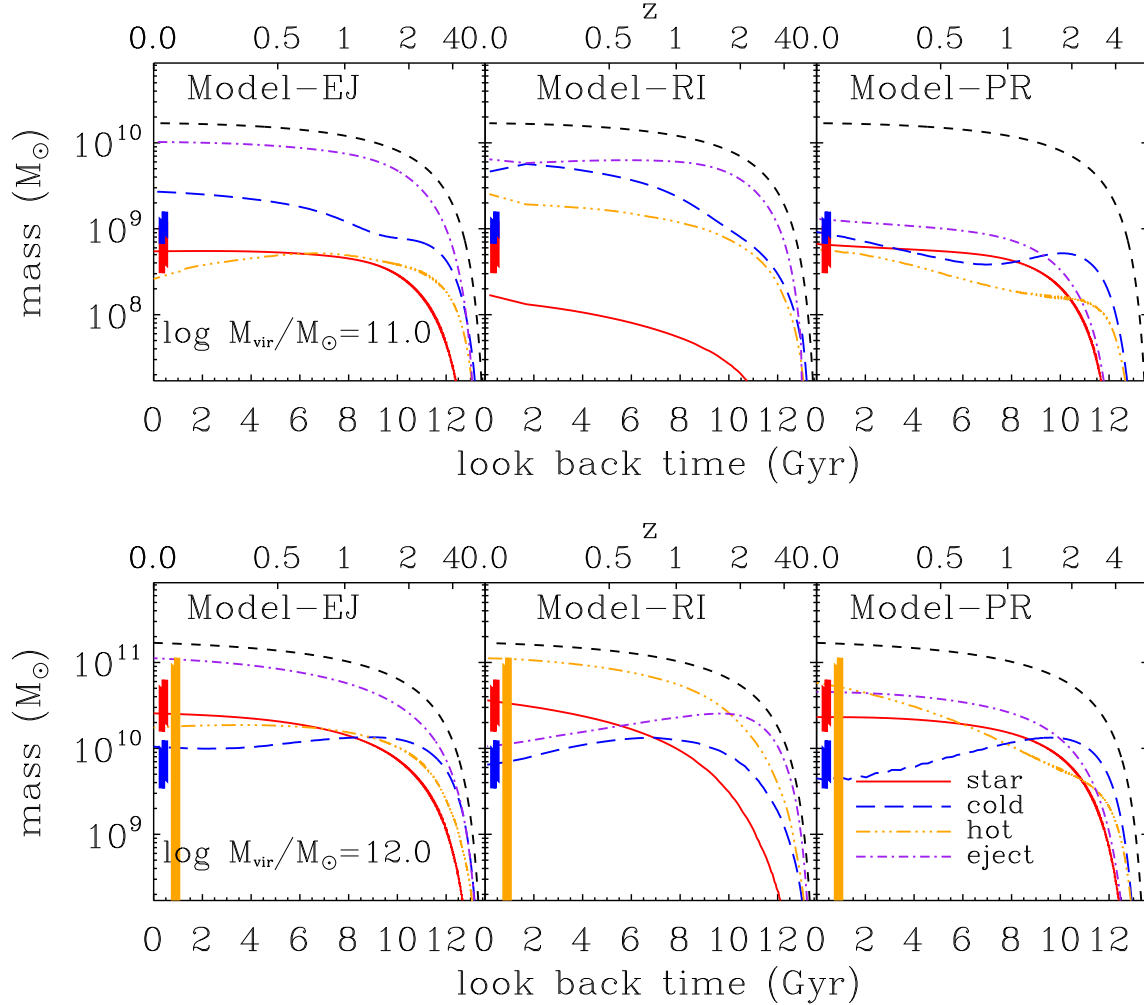 z
0.0 0.5 1 2 40.0 0.5 1 2 40.0 0.5 1 2 4
Model-EJ Model-RI Model-PR
10^10
10^9
10^8
mass (M☉)
log M_vir/M☉=11.0
0 2 4 6 8 10 12 0 2 4 6 8 10 12 0 2 4 6 8 10 12
look back time (Gyr)
z
0.0 0.5 1 2 40.0 0.5 1 2 40.0 0.5 1 2 4
Model-EJ Model-RI Model-PR
10^11
10^10
10^9
mass (M☉)
star
cold
hot
eject
log M_vir/M☉=12.0
0 2 4 6 8 10 12 0 2 4 6 8 10 12 0 2 4 6 8 10 12
look back time (Gyr)